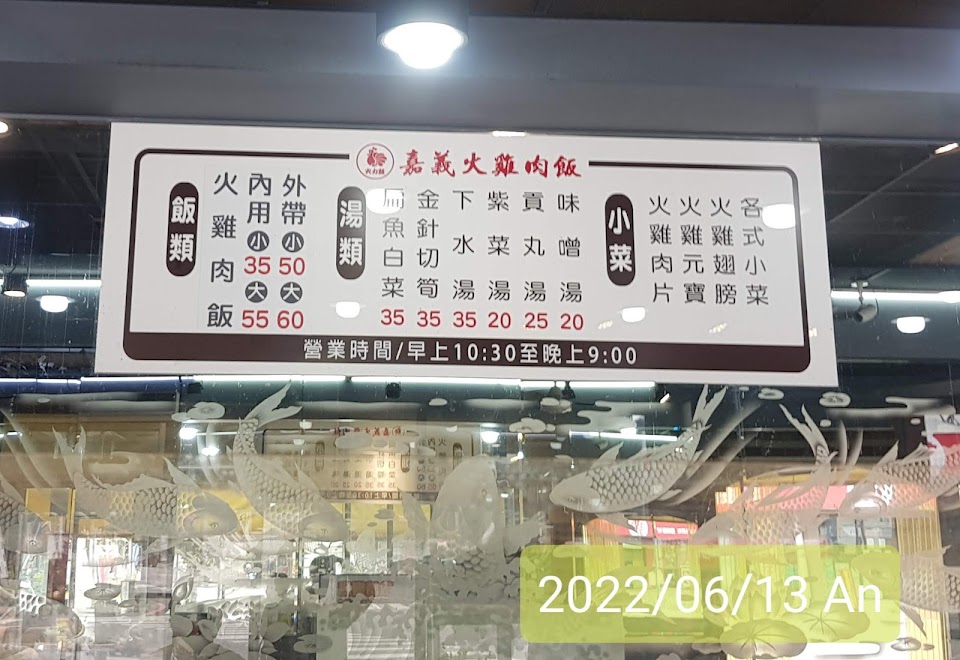 嘉義火雞肉飯
飯類
火雞肉飯
內用 小 35 大 55
外帶 小 50 大 60
湯類
扁魚白菜 35
金針切筍 35
下水湯 35
紫菜湯 20
貢丸湯 25
味噌湯 20
小菜
火雞肉片
火雞元寶
火雞翅膀
各式小菜
營業時間/早上10:30至晚上9:00
2022/06/13 An